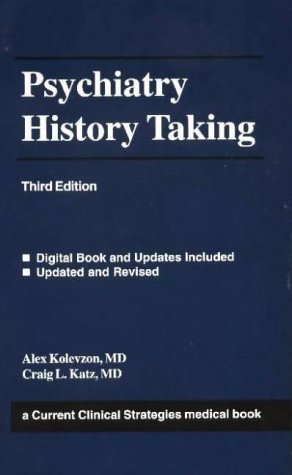 Psychiatry
History Taking
Third Edition
■ Digital Book and Updates Included
■ Updated and Revised
Alex Kolevzon, MD
Craig L. Katz, MD
a Current Clinical Strategies medical book